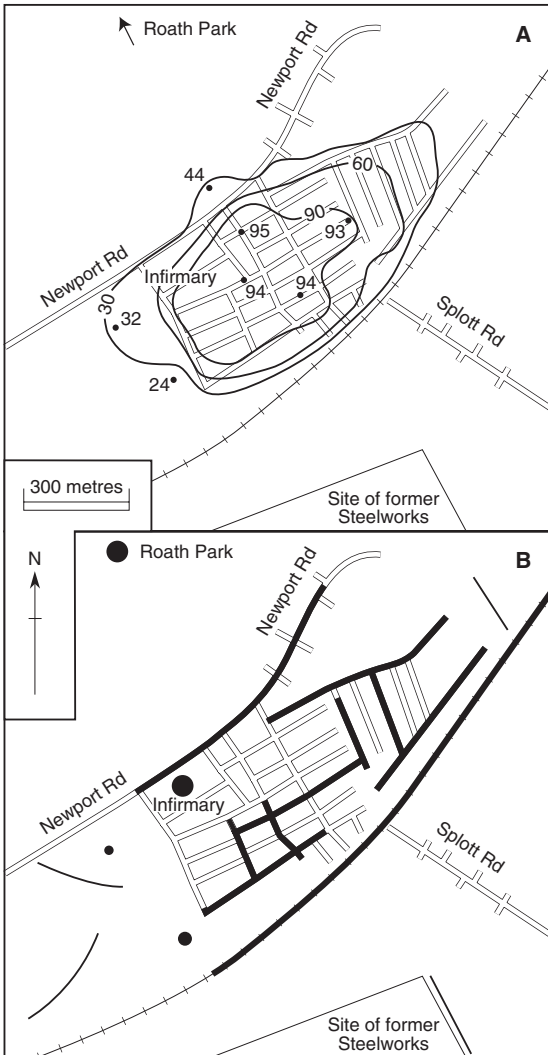 Roath Park
A
Newport Rd
60
44
90
95
93
Newport Rd
Infirmary
94
94
30
32
Splott Rd
24
300 metres
Site of former
Steelworks
N
Roath Park
B
Newport Rd
Infirmary
Newport Rd
Splott Rd
Site of former
Steelworks